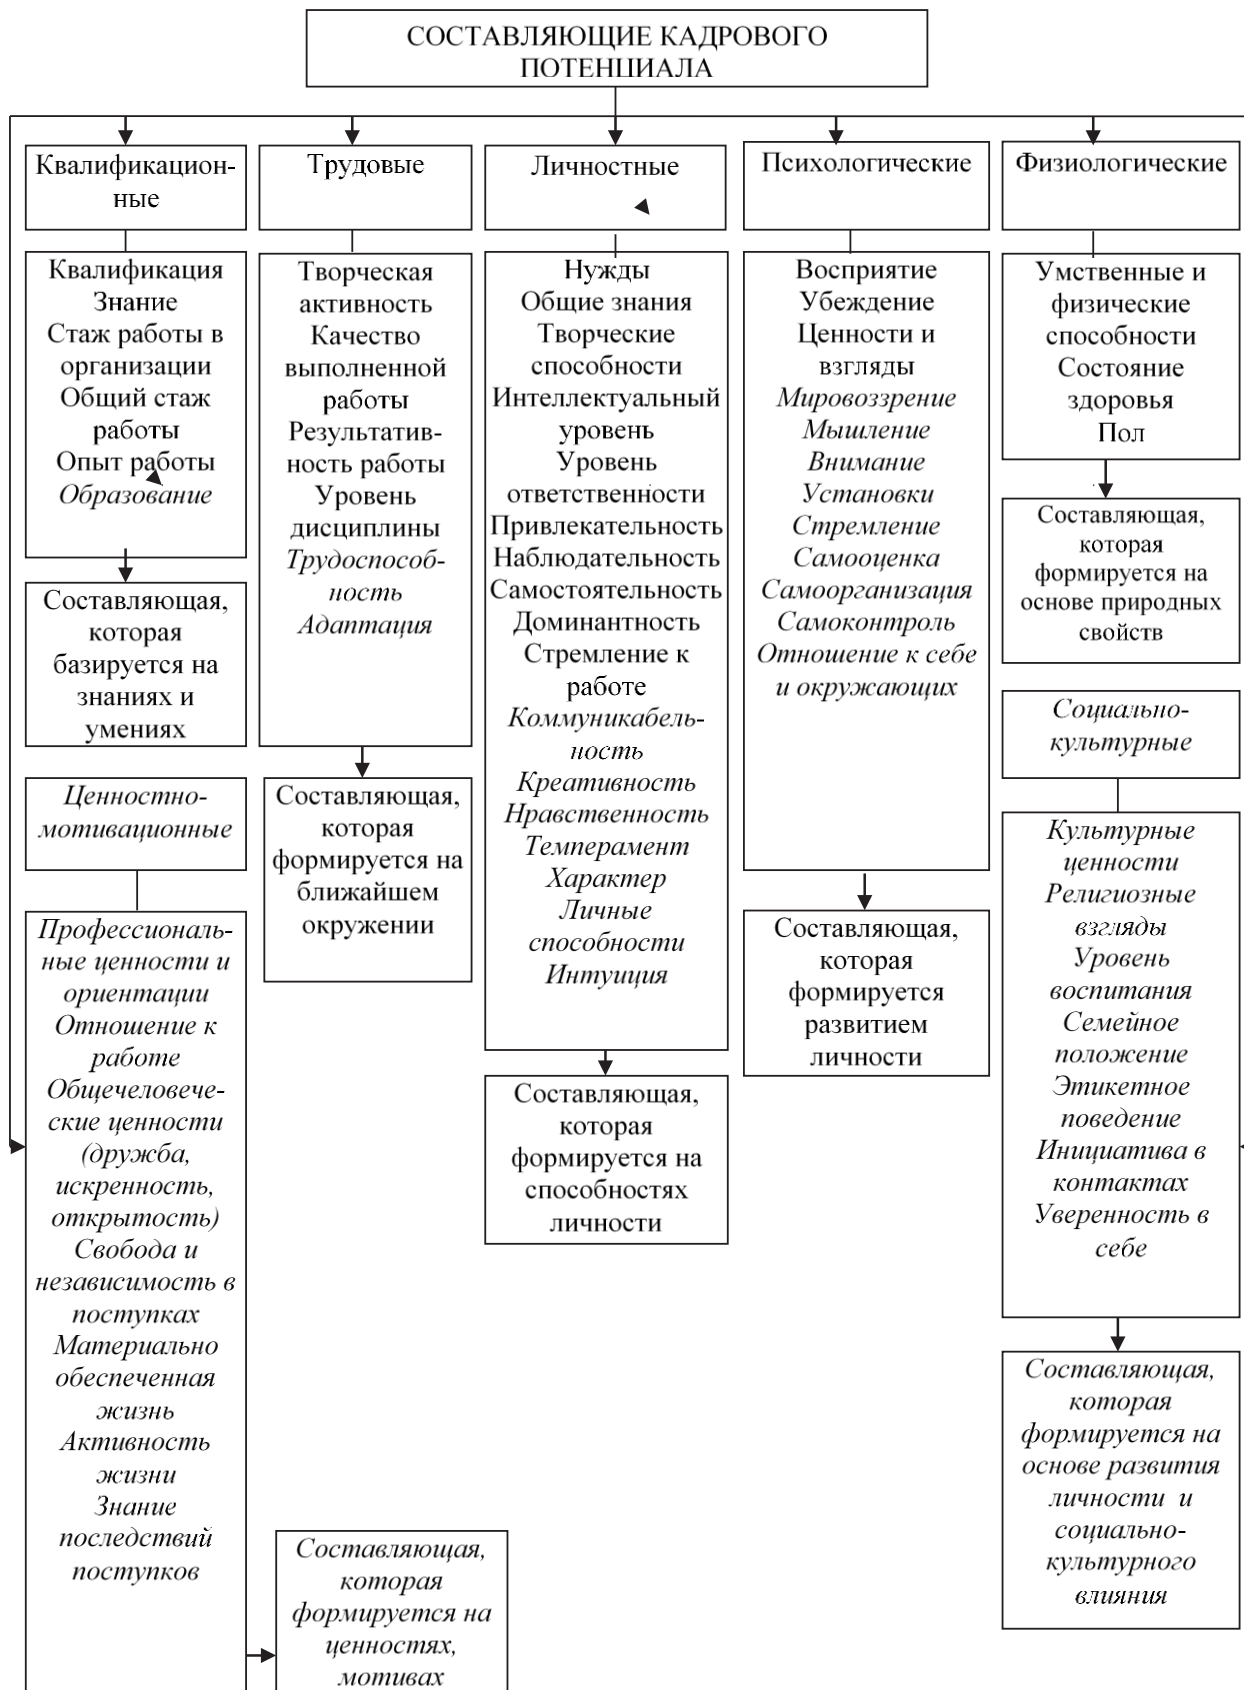 СОСТАВЛЯЮЩИЕ КАДРОВОГО
ПОТЕНЦИАЛА
Квалификацион-
ные
Трудовые
Личностные
Психологические
Физиологические
Квалификация
Знание
Стаж работы в
организации
Общий стаж
работы
Опыт работы
Образование
Составляющая,
которая
базируется на
знаниях и
умениях
Творческая
активность
Качество
выполненной
работы
Результатив-
ность работы
Уровень
дисциплины
Трудоспособ-
ность
Адаптация
Составляющая,
которая
формируется на
ближайшем
окружении
Нужды
Общие знания
Творческие
способности
Интеллектуальный
уровень
Уровень
ответственности
Привлекательность
Наблюдательность
Самостоятельность
Доминантность
Стремление к
работе
Коммуникабель-
ность
Креативность
Нравственность
Темперамент
Характер
Личные
способности
Интуиция
Составляющая,
которая
формируется на
способностях
личности
Восприятие
Убеждение
Ценности и
взгляды
Мировоззрение
Мышление
Внимание
Установки
Стремление
Самооценка
Самоорганизация
Самоконтроль
Отношение к себе
и окружающих
Составляющая,
которая
формируется
развитием
личности
Умственные и
физические
способности
Состояние
здоровья
Пол
Составляющая,
которая
формируется на
основе природных
свойств
Социально-
культурные
Культурные
ценности
Религиозные
взгляды
Уровень
воспитания
Семейное
положение
Этикетное
поведение
Инициатива в
контактах
Уверенность в
себе
Составляющая,
которая
формируется на
основе развития
личности и
социально-
культурного
влияния
Ценностно-
мотивационные
Профессиональ-
ные ценности и
ориентации
Отношение к
работе
Общечеловече-
ские ценности
(дружба,
искренность,
открытость)
Свобода и
независимость в
поступках
Материально
обеспеченная
жизнь
Активность
жизни
Знание
последствий
поступков
Составляющая,
которая
формируется на
ценностях,
мотивах